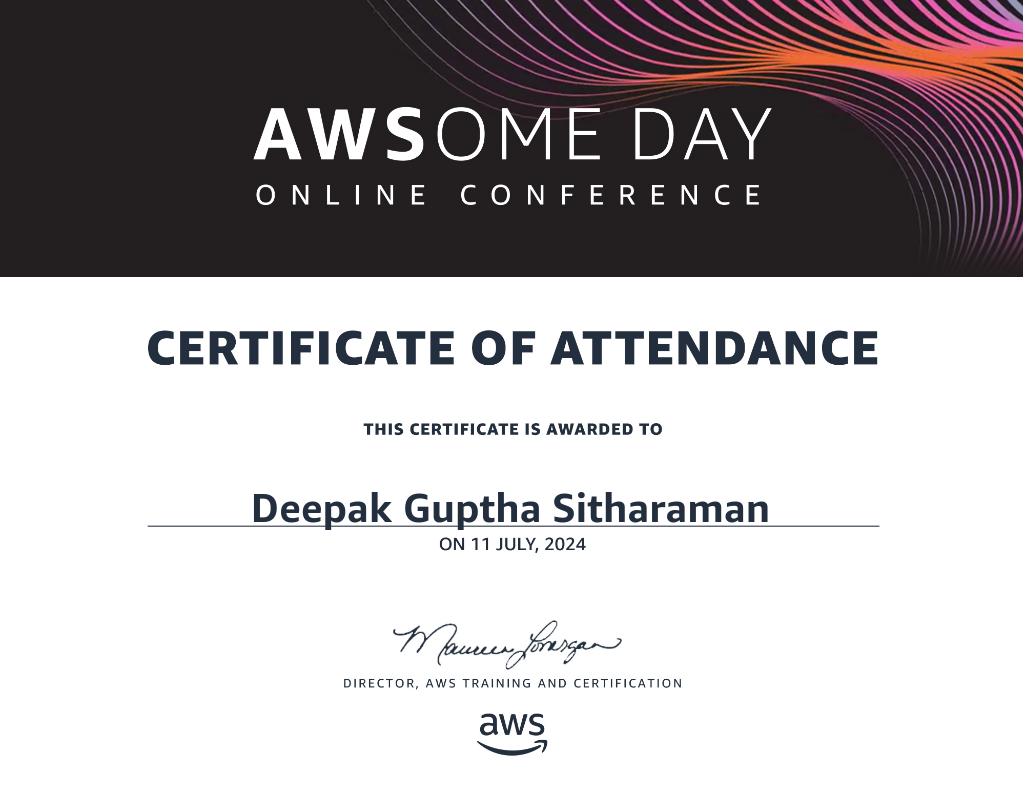 AWSOME DAY
ONLINE CONFERENCE
CERTIFICATE OF ATTENDANCE
THIS CERTIFICATE IS AWARDED TO
Deepak Guptha Sitharaman
ON 11 JULY, 2024
Maureen Lonergan
DIRECTOR, AWS TRAINING AND CERTIFICATION
aws